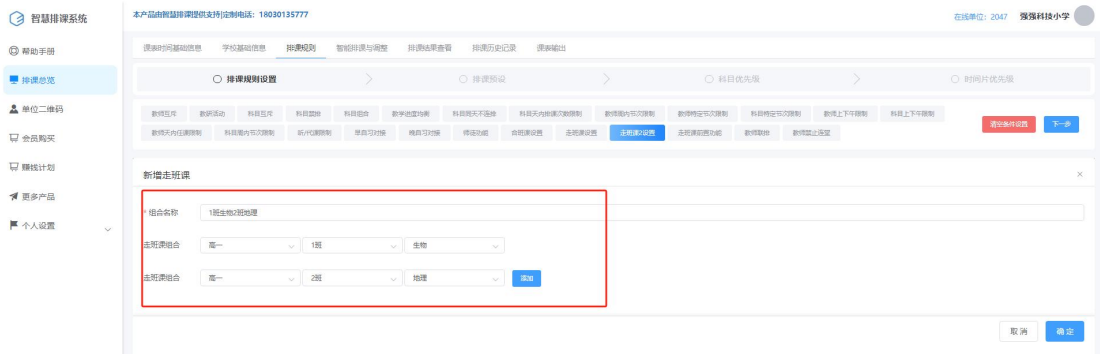 智慧排课系统
本产品由智慧排课提供支持|定制电话：18030135777
在线单位：2047 强强科技小学
帮助手册
排课总览
单位二维码
会员购买
赚钱计划
更多产品
个人设置
课表时间基础信息 学校基础信息 排课规则 智能排课与调整 排课结果查看 排课历史记录 课表输出
排课规则设置 排课预设 科目优先级 时间片优先级
教师互斥 教研活动 科目互斥 科目禁排 科目组合 教学进度均衡 科目隔天不连排 科目天内排课次数限制 教师周内节次限制 教师特定节次限制 科目特定节次限制 教师上下午限制 科目上下午限制
教师天内任课限制 科目周内节次限制 听/代课限制 早自习对接 晚自习对接 师徒功能 合班课设置 走班课设置 走班课2设置 走班课前置功能 教师联排 教师禁止连堂
清空条件设置 下一步
新增走班课
* 组合名称 1班生物2班地理
走班课组合 高一 1班 生物
走班课组合 高一 2班 地理 添加
取消 确定